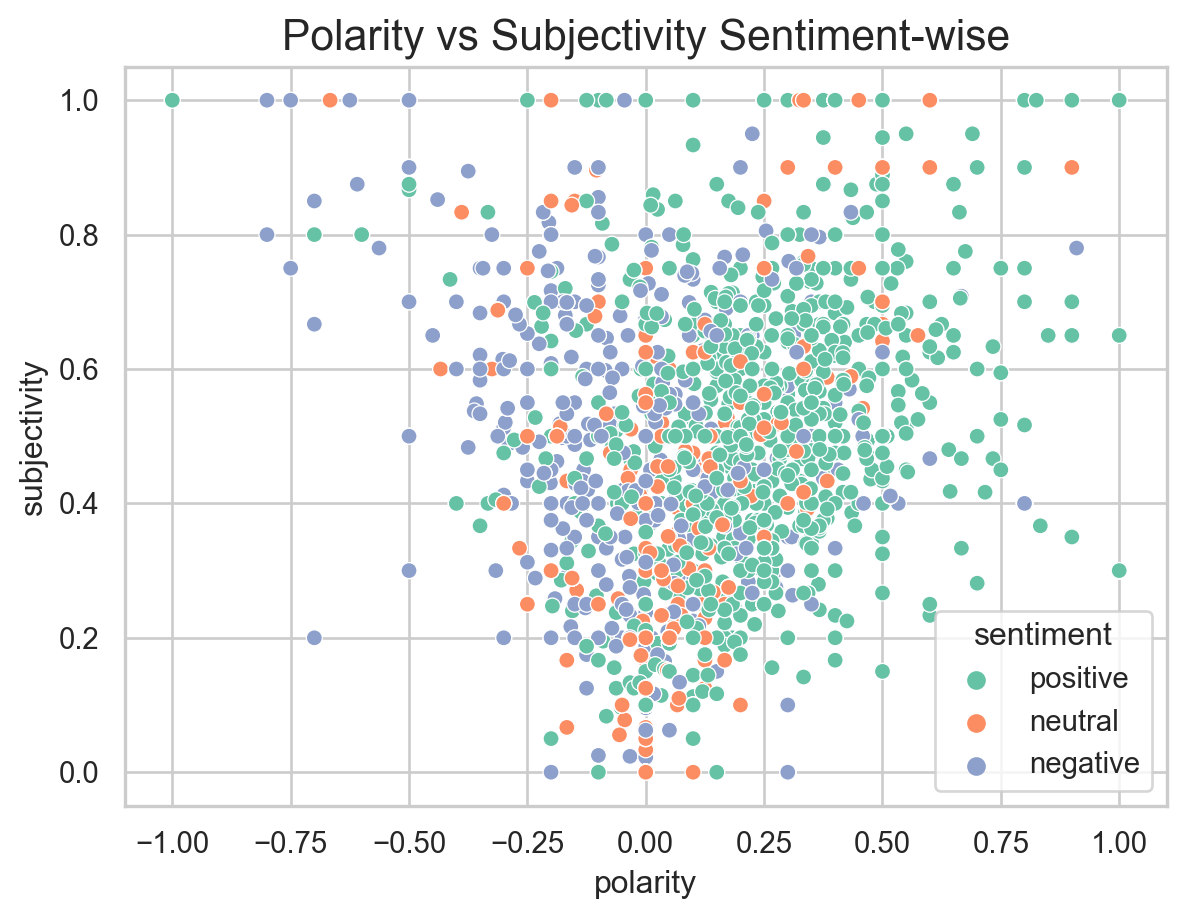 Polarity vs Subjectivity Sentiment-wise
1.0
0.8
0.6
0.4
0.2
0.0
subjectivity
−1.00 −0.75 −0.50 −0.25 0.00 0.25 0.50 0.75 1.00
polarity
sentiment
positive
neutral
negative